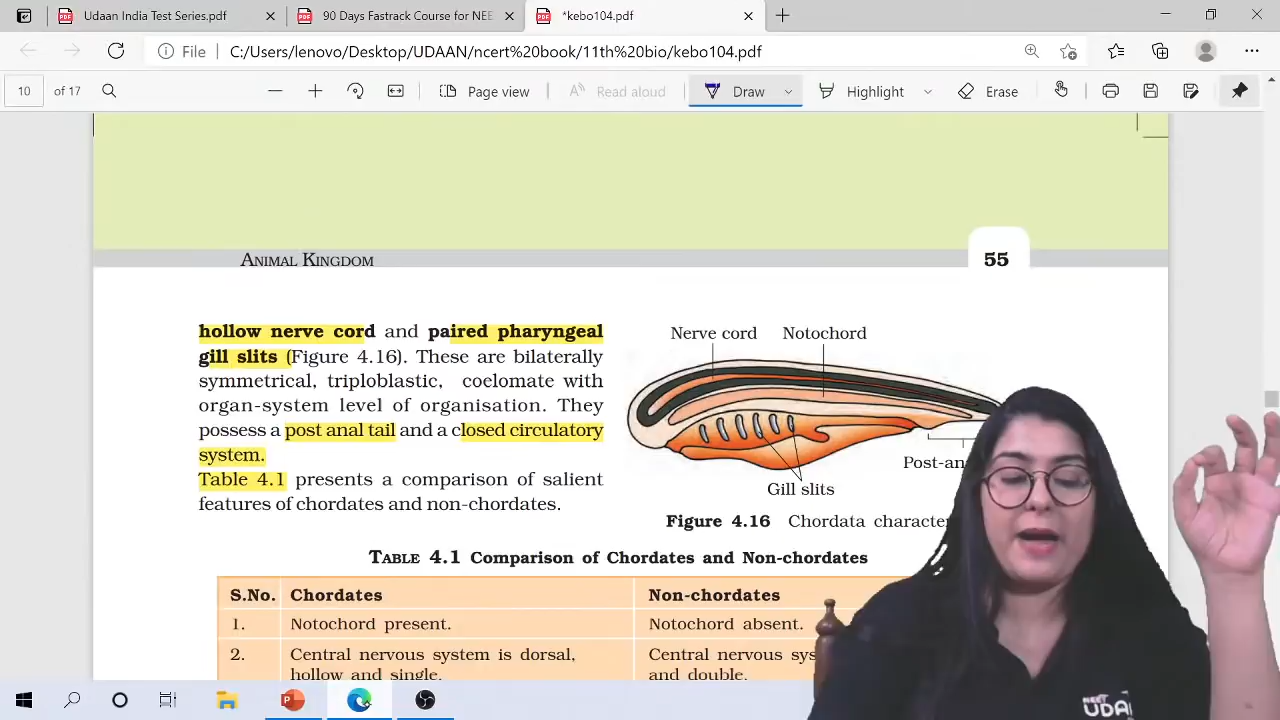 Udaan India Test Series.pdf
90 Days Fastrack Course for NEE
*kebo104.pdf
File
C:/Users/lenovo/Desktop/UDAAN/ncert%20book/11th%20bio/kebo104.pdf
10 of 17
Page view
Read aloud
Draw
Highlight
Erase
ANIMAL KINGDOM
55
hollow nerve cord and paired pharyngeal
gill slits (Figure 4.16). These are bilaterally
symmetrical, triploblastic, coelomate with
organ-system level of organisation. They
possess a post anal tail and a closed circulatory
system.
Table 4.1 presents a comparison of salient
features of chordates and non-chordates.
Nerve cord
Notochord
Post-an
Gill slits
Figure 4.16 Chordata character
TABLE 4.1 Comparison of Chordates and Non-chordates
S.No. Chordates Non-chordates
1. Notochord present. Notochord absent.
2. Central nervous system is dorsal, Central nervous sys
hollow and single. and double.
NEET
UDA